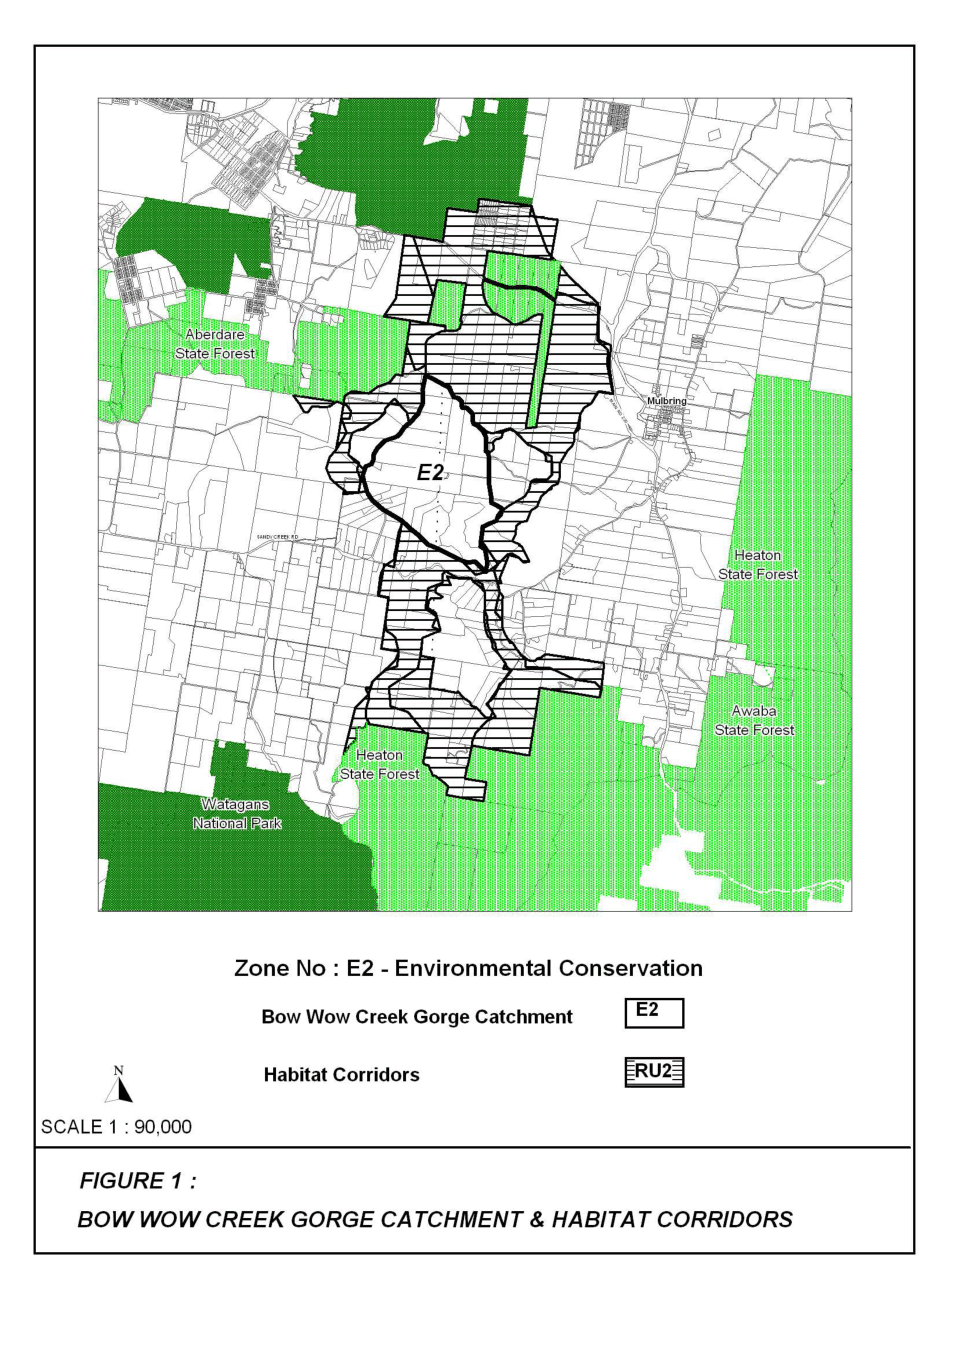 Aberdare
State Forest
Mulbring
E2
SANDY CREEK RD
Heaton
State Forest
Awaba
State Forest
Heaton
State Forest
Watagans
National Park
Zone No : E2 - Environmental Conservation
Bow Wow Creek Gorge Catchment
E2
Habitat Corridors
RU2
N
SCALE 1 : 90,000
FIGURE 1 :
BOW WOW CREEK GORGE CATCHMENT & HABITAT CORRIDORS